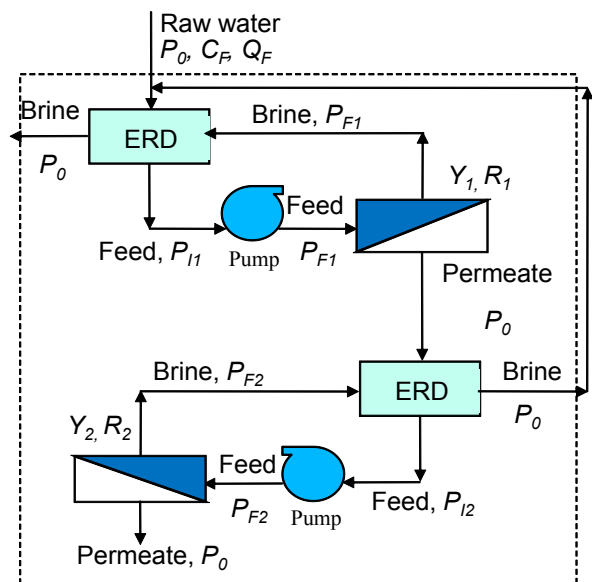 Raw water
P0, CF, QF
Brine
P0
ERD
Brine, PF1
Y1, R1
Feed
Feed, PI1
Pump
PF1
Permeate
P0
Brine, PF2
ERD
Brine
P0
Y2, R2
Feed
PF2
Pump
Feed, PI2
Permeate, P0